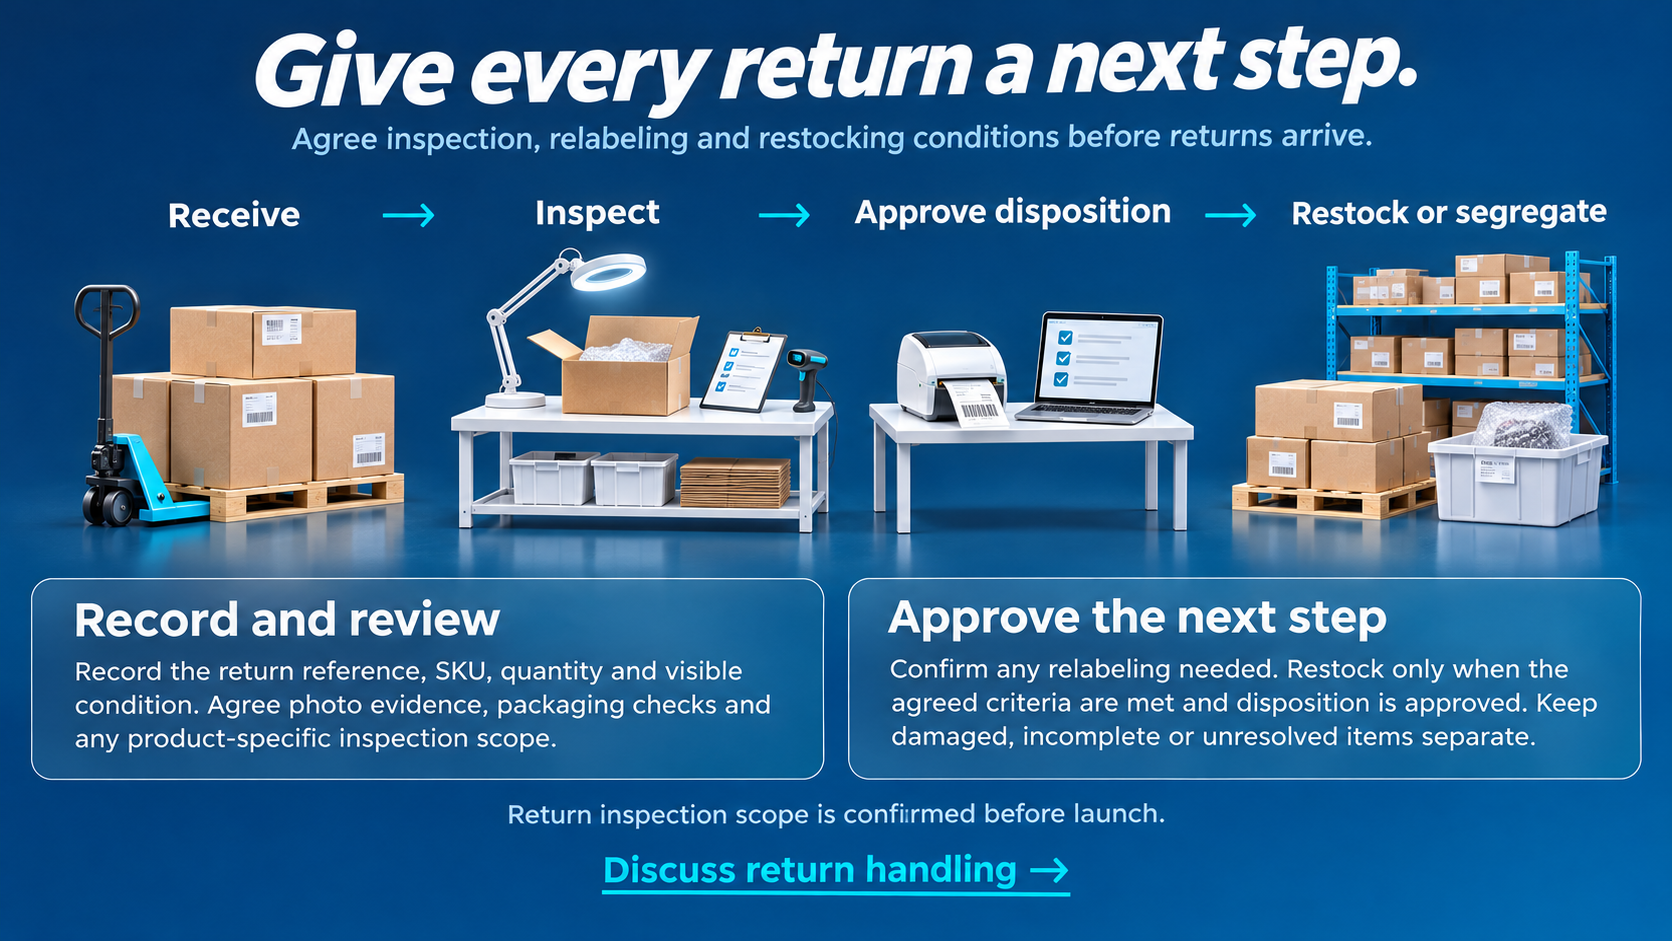 Give every return a next step.
Agree inspection, relabeling and restocking conditions before returns arrive.
Receive → Inspect → Approve disposition → Restock or segregate
Record and review
Record the return reference, SKU, quantity and visible
condition. Agree photo evidence, packaging checks and
any product-specific inspection scope.
Approve the next step
Confirm any relabeling needed. Restock only when the
agreed criteria are met and disposition is approved. Keep
damaged, incomplete or unresolved items separate.
Return inspection scope is confirmed before launch.
Discuss return handling →